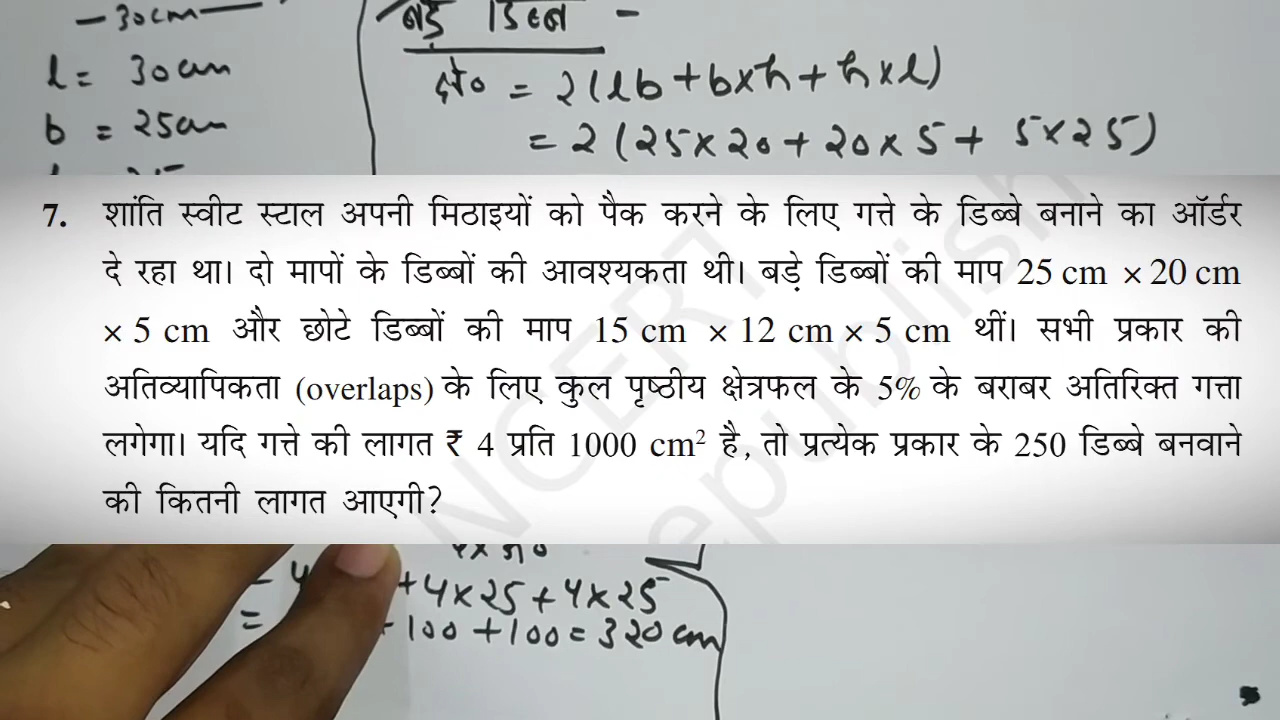 30cm
l = 30cm
b = 25cm
बड़े डिब्बे -
क्षे० = 2(lb + b×h + h×l)
= 2 (25×20 + 20×5 + 5×25)
7. शांति स्वीट स्टाल अपनी मिठाइयों को पैक करने के लिए गत्ते के डिब्बे बनाने का ऑर्डर
दे रहा था। दो मापों के डिब्बों की आवश्यकता थी। बड़े डिब्बों की माप 25 cm × 20 cm
× 5 cm और छोटे डिब्बों की माप 15 cm × 12 cm × 5 cm थीं। सभी प्रकार की
अतिव्यापिकता (overlaps) के लिए कुल पृष्ठीय क्षेत्रफल के 5% के बराबर अतिरिक्त गत्ता
लगेगा। यदि गत्ते की लागत ₹ 4 प्रति 1000 cm² है, तो प्रत्येक प्रकार के 250 डिब्बे बनवाने
की कितनी लागत आएगी?
+ 4×25 + 4×25
= + 100 + 100 = 320 cm